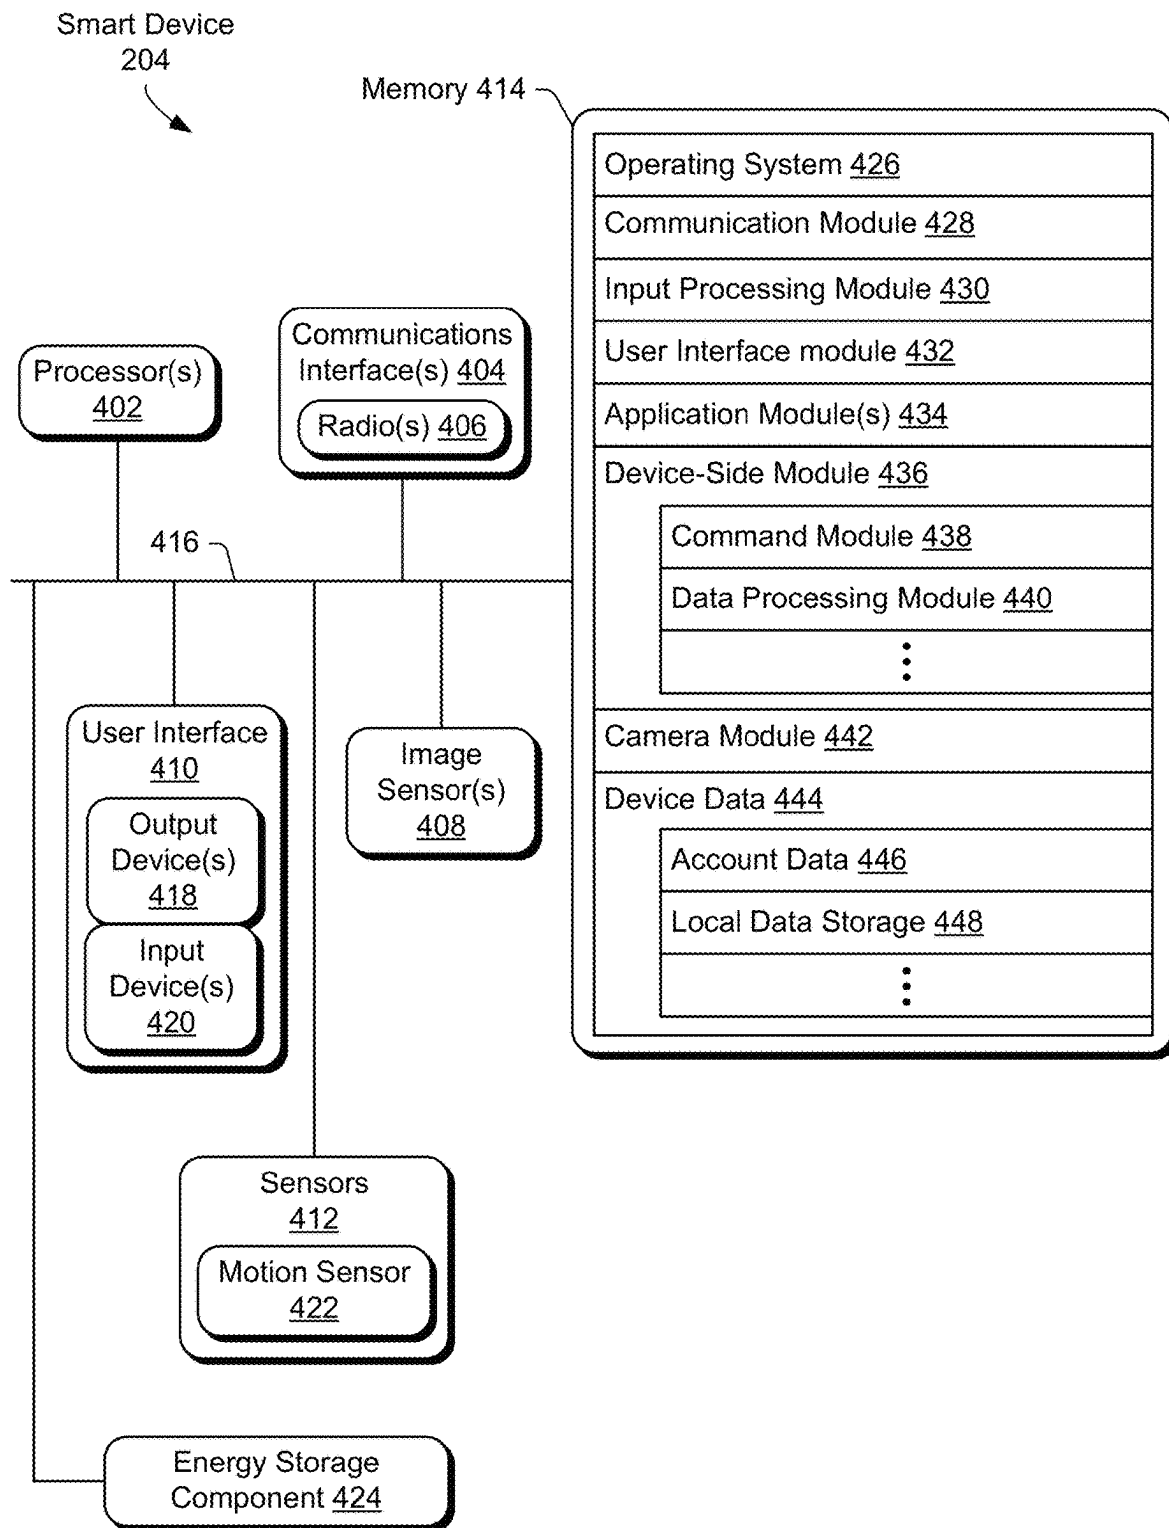 Smart Device
204
Memory 414
Operating System 426
Communication Module 428
Input Processing Module 430
User Interface module 432
Application Module(s) 434
Device-Side Module 436
Command Module 438
Data Processing Module 440
Camera Module 442
Device Data 444
Account Data 446
Local Data Storage 448
Processor(s)
402
Communications
Interface(s) 404
Radio(s) 406
416
User Interface
410
Output
Device(s)
418
Input
Device(s)
420
Image
Sensor(s)
408
Sensors
412
Motion Sensor
422
Energy Storage
Component 424